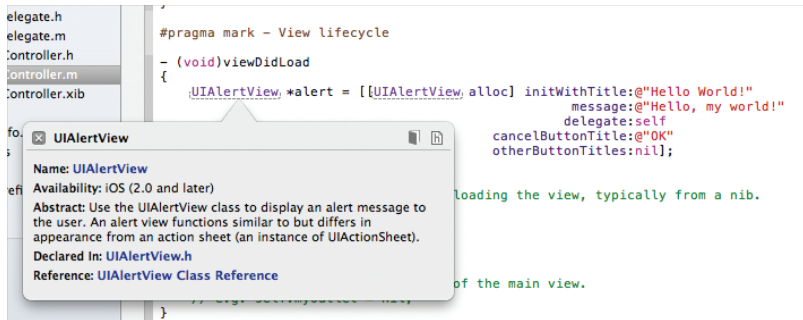 elegate.h
elegate.m
Controller.h
Controller.m
Controller.xib
fo.
s
refi
}
#pragma mark - View lifecycle
- (void)viewDidLoad
{
UIAlertView *alert = [[UIAlertView alloc] initWithTitle:@"Hello World!"
message:@"Hello, my world!"
delegate:self
cancelButtonTitle:@"OK"
otherButtonTitles:nil];
loading the view, typically from a nib.
of the main view.
}
UIAlertView
Name: UIAlertView
Availability: iOS (2.0 and later)
Abstract: Use the UIAlertView class to display an alert message to
the user. An alert view functions similar to but differs in
appearance from an action sheet (an instance of UIActionSheet).
Declared In: UIAlertView.h
Reference: UIAlertView Class Reference